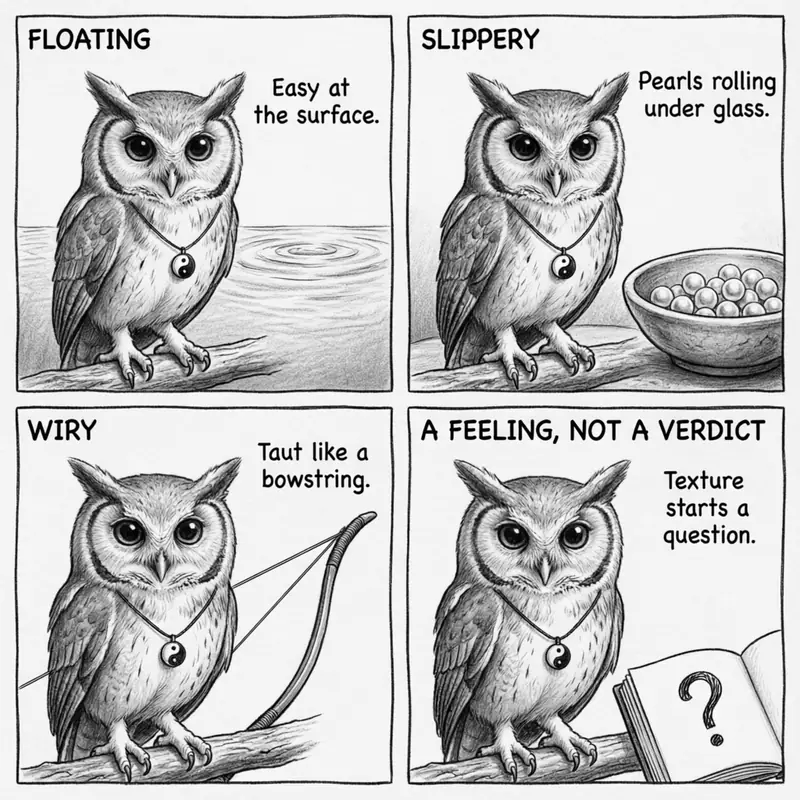 FLOATING
Easy at
the surface.
SLIPPERY
Pearls rolling
under glass.
WIRY
Taut like a
bowstring.
A FEELING, NOT A VERDICT
Texture
starts a
question.
?